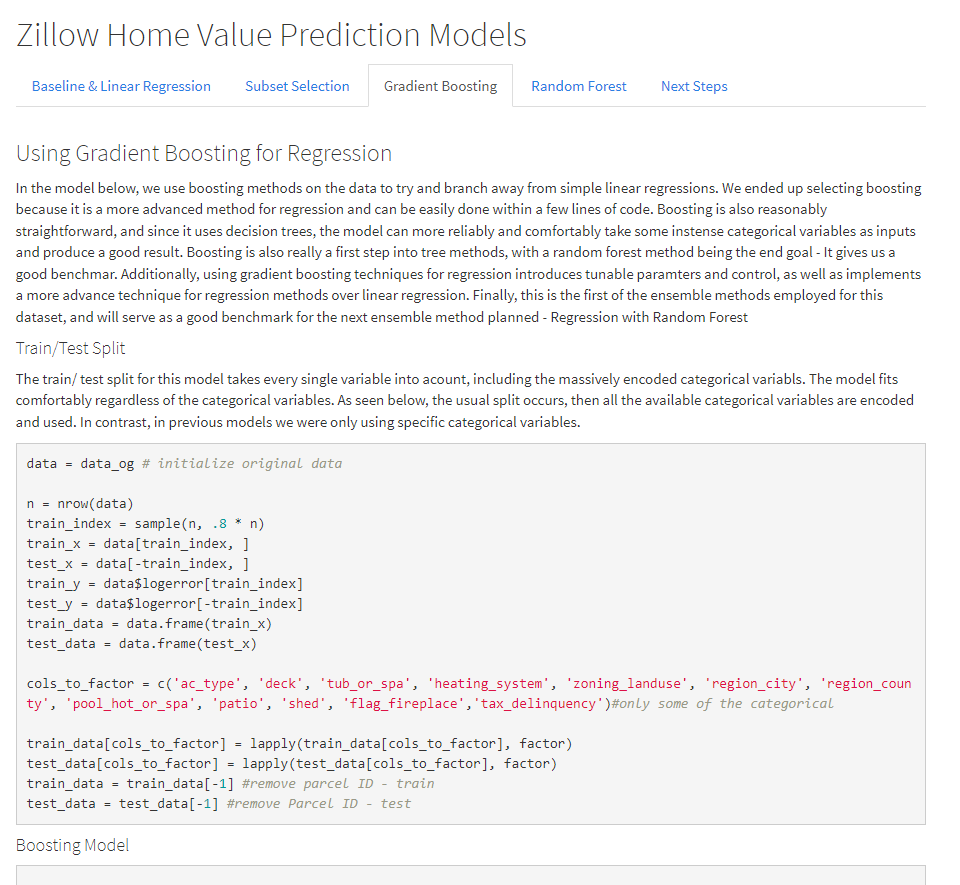 Zillow Home Value Prediction Models
Baseline & Linear Regression
Subset Selection
Gradient Boosting
Random Forest
Next Steps
Using Gradient Boosting for Regression
In the model below, we use boosting methods on the data to try and branch away from simple linear regressions. We ended up selecting boosting
because it is a more advanced method for regression and can be easily done within a few lines of code. Boosting is also reasonably
straightforward, and since it uses decision trees, the model can more reliably and comfortably take some instense categorical variables as inputs
and produce a good result. Boosting is also really a first step into tree methods, with a random forest method being the end goal - It gives us a
good benchmar. Additionally, using gradient boosting techniques for regression introduces tunable paramters and control, as well as implements
a more advance technique for regression methods over linear regression. Finally, this is the first of the ensemble methods employed for this
dataset, and will serve as a good benchmark for the next ensemble method planned - Regression with Random Forest
Train/Test Split
The train/ test split for this model takes every single variable into acount, including the massively encoded categorical variabls. The model fits
comfortably regardless of the categorical variables. As seen below, the usual split occurs, then all the available categorical variables are encoded
and used. In contrast, in previous models we were only using specific categorical variables.
data = data_og # initialize original data
n = nrow(data)
train_index = sample(n, .8 * n)
train_x = data[train_index, ]
test_x = data[-train_index, ]
train_y = data$logerror[train_index]
test_y = data$logerror[-train_index]
train_data = data.frame(train_x)
test_data = data.frame(test_x)
cols_to_factor = c('ac_type', 'deck', 'tub_or_spa', 'heating_system', 'zoning_landuse', 'region_city', 'region_coun
ty', 'pool_hot_or_spa', 'patio', 'shed', 'flag_fireplace','tax_delinquency')#only some of the categorical
train_data[cols_to_factor] = lapply(train_data[cols_to_factor], factor)
test_data[cols_to_factor] = lapply(test_data[cols_to_factor], factor)
train_data = train_data[-1] #remove parcel ID - train
test_data = test_data[-1] #remove Parcel ID - test
Boosting Model